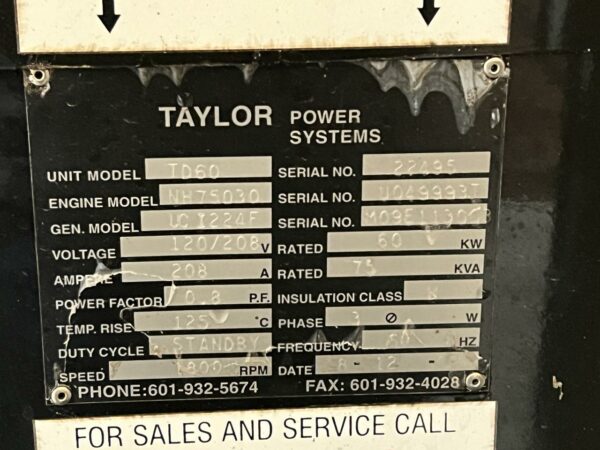 TAYLOR POWER SYSTEMS
UNIT MODEL TD60 SERIAL NO. 22495
ENGINE MODEL NH75030 SERIAL NO. U049993T
GEN. MODEL UCI224F SERIAL NO.
VOLTAGE 120/208 V RATED 60 KW
AMPERE 208 A RATED 75 KVA
POWER FACTOR 0.8 P.F. INSULATION CLASS
TEMP. RISE 125 °C PHASE 3 Ø W
DUTY CYCLE STANDBY FREQUENCY 60 HZ
SPEED 1800 RPM DATE
PHONE:601-932-5674 FAX: 601-932-4028
FOR SALES AND SERVICE CALL